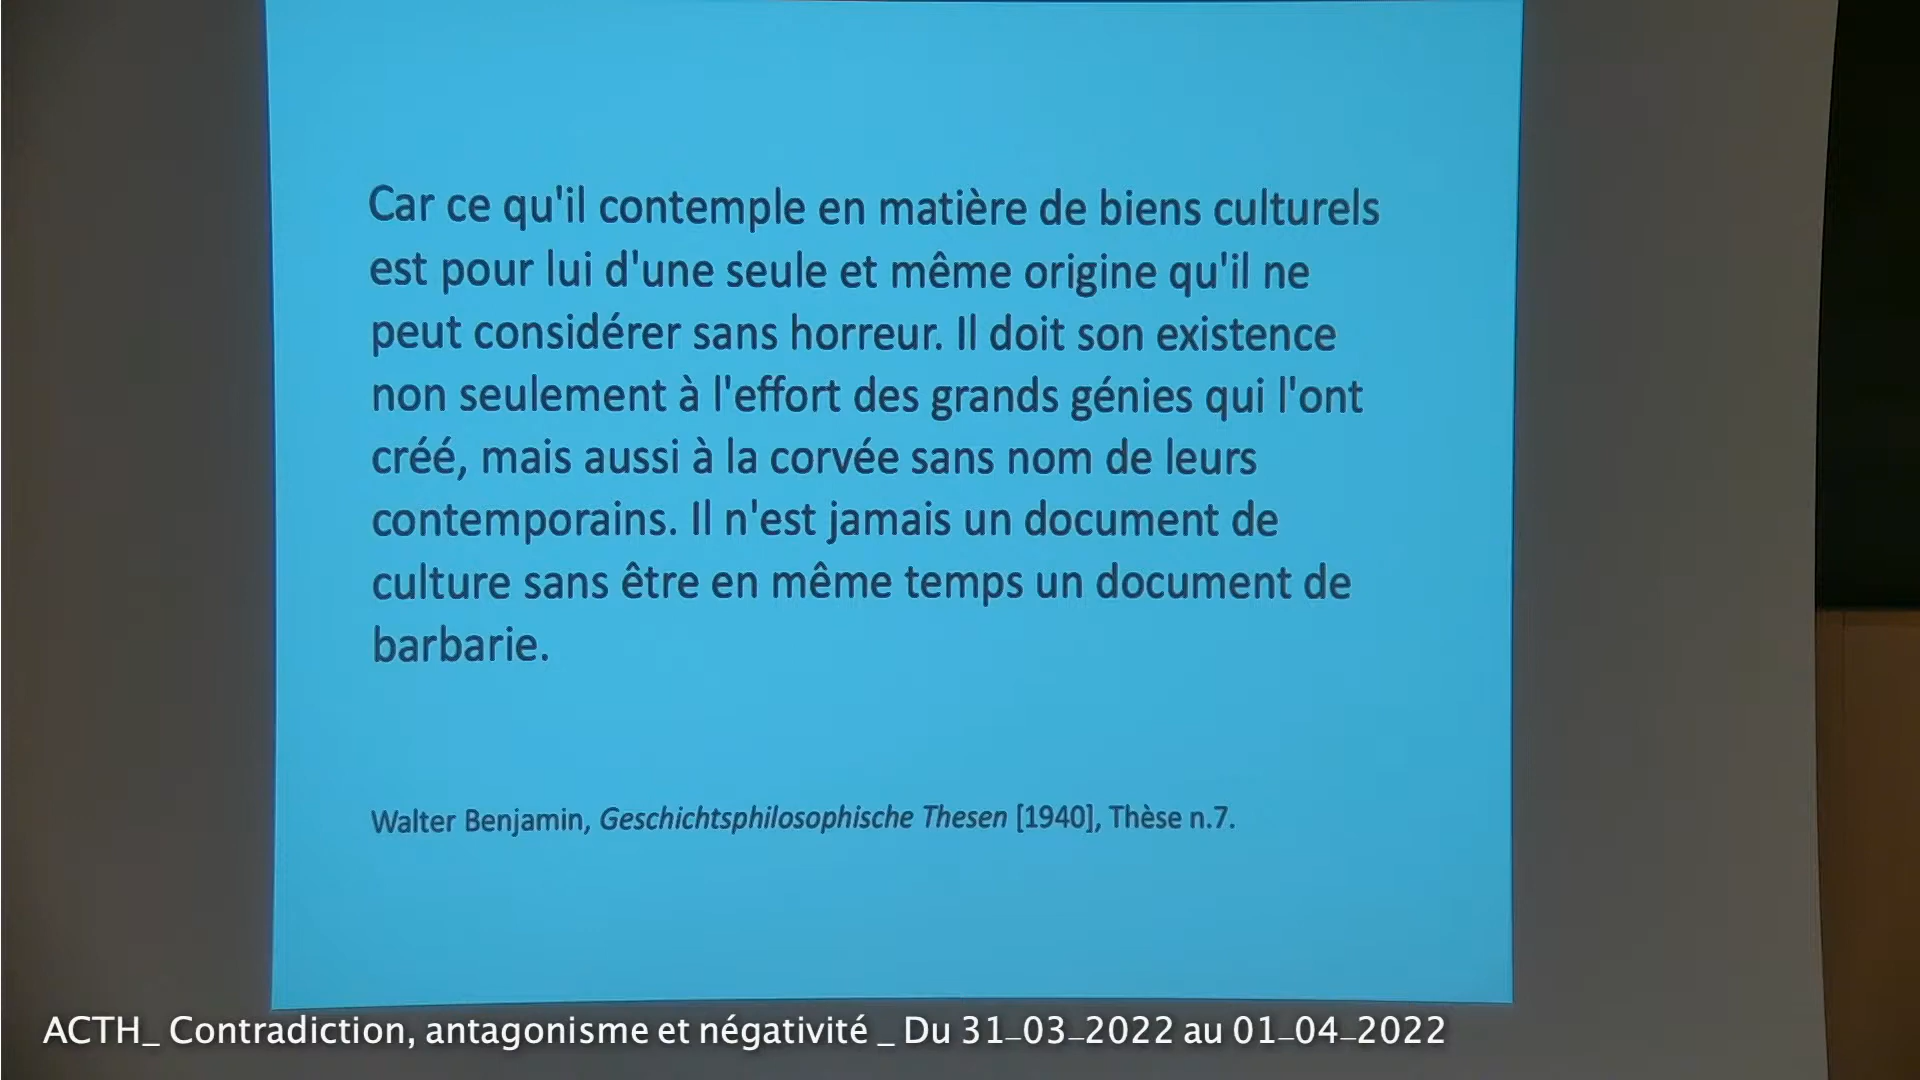 Car ce qu'il contemple en matière de biens culturels
est pour lui d'une seule et même origine qu'il ne
peut considérer sans horreur. Il doit son existence
non seulement à l'effort des grands génies qui l'ont
créé, mais aussi à la corvée sans nom de leurs
contemporains. Il n'est jamais un document de
culture sans être en même temps un document de
barbarie.
Walter Benjamin, Geschichtsphilosophische Thesen [1940], Thèse n.7.
ACTH_ Contradiction, antagonisme et négativité _ Du 31-03-2022 au 01-04-2022